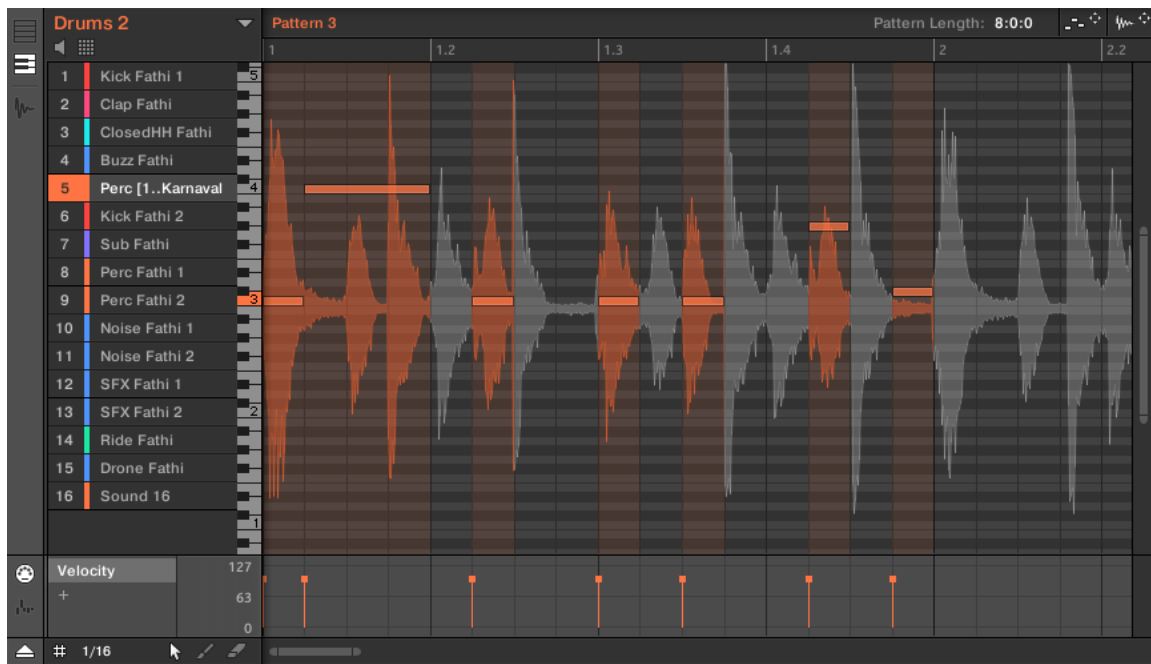 Drums 2
Pattern 3
Pattern Length: 8:0:0
1 1.2 1.3 1.4 2 2.2
1 Kick Fathi 1
2 Clap Fathi
3 ClosedHH Fathi
4 Buzz Fathi
5 Perc [1..Karnaval
6 Kick Fathi 2
7 Sub Fathi
8 Perc Fathi 1
9 Perc Fathi 2
10 Noise Fathi 1
11 Noise Fathi 2
12 SFX Fathi 1
13 SFX Fathi 2
14 Ride Fathi
15 Drone Fathi
16 Sound 16
5
4
3
2
1
Velocity
+
127
63
0
1/16